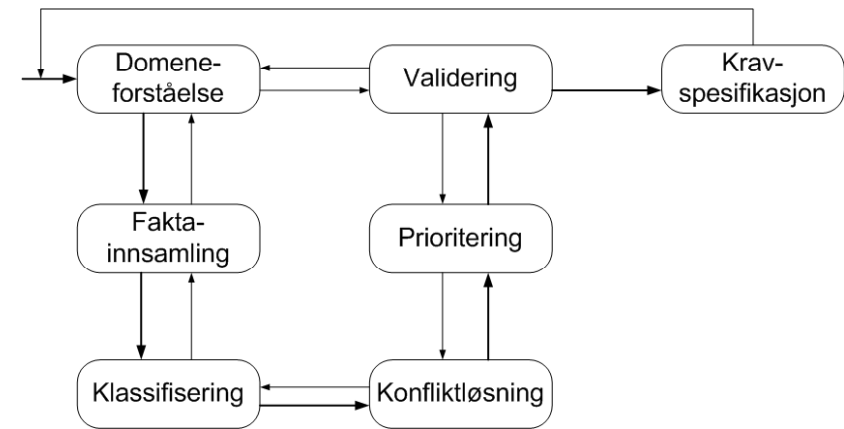 Domene-
forståelse
Validering
Krav-
spesifikasjon
Fakta-
innsamling
Prioritering
Klassifisering
Konfliktløsning